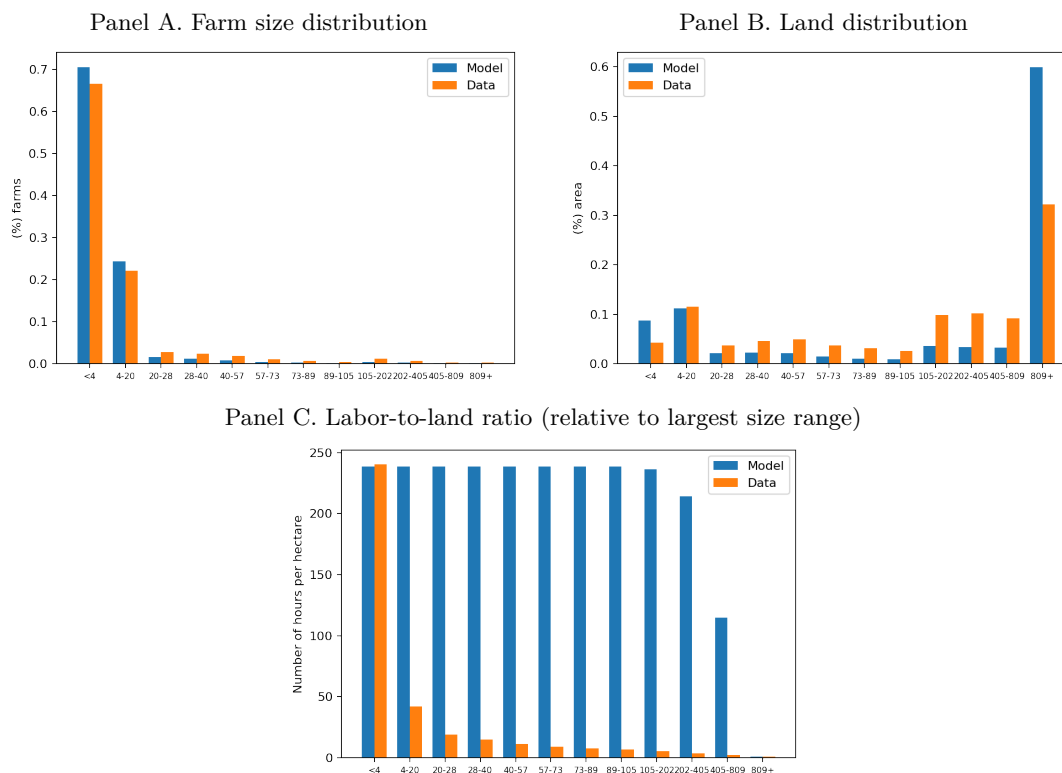 Panel A. Farm size distribution
Panel B. Land distribution
(%) farms
0.7
0.6
0.5
0.4
0.3
0.2
0.1
0.0
Model
Data
<4 4-20 20-28 28-40 40-57 57-73 73-89 89-105 105-202 202-405 405-809 809+
(%) area
0.6
0.5
0.4
0.3
0.2
0.1
0.0
Model
Data
<4 4-20 20-28 28-40 40-57 57-73 73-89 89-105 105-202 202-405 405-809 809+
Panel C. Labor-to-land ratio (relative to largest size range)
Number of hours per hectare
250
200
150
100
50
0
Model
Data
<4 4-20 20-28 28-40 40-57 57-73 73-89 89-105 105-202 202-405 405-809 809+